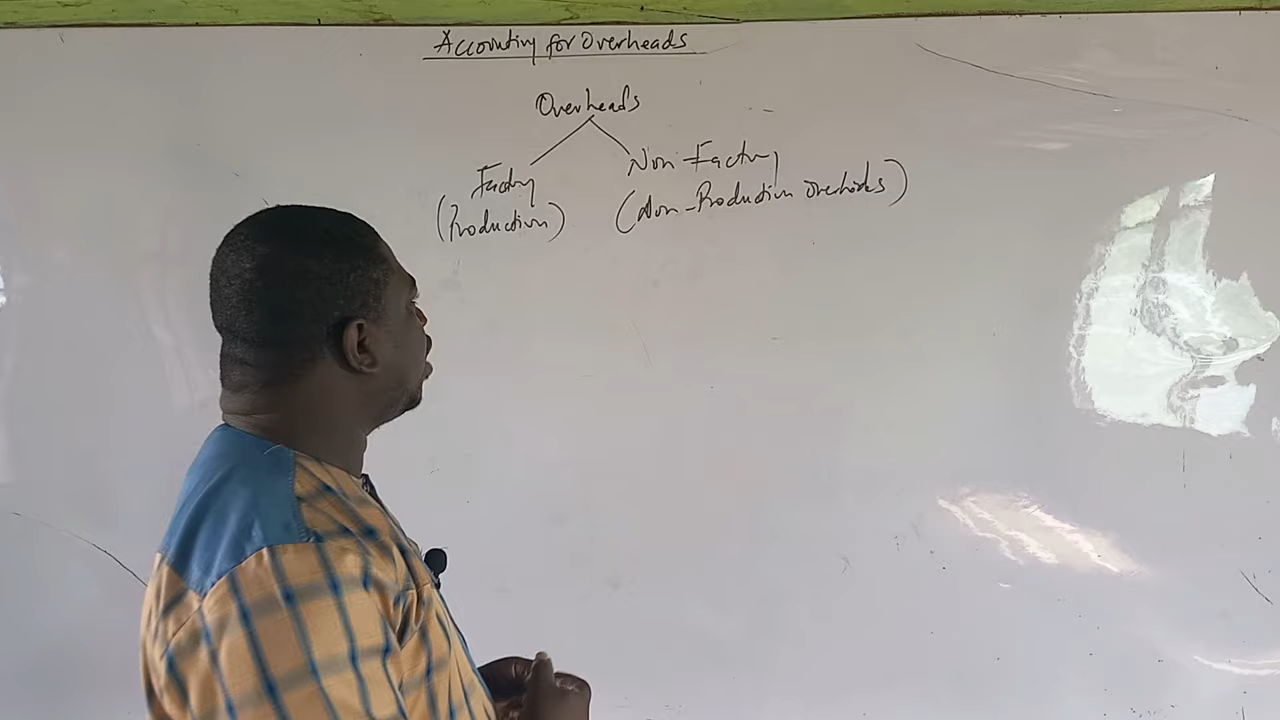 Accounting for Overheads
Overheads
Factory
(Production)
Non-Factory
(Non-Production overheads)